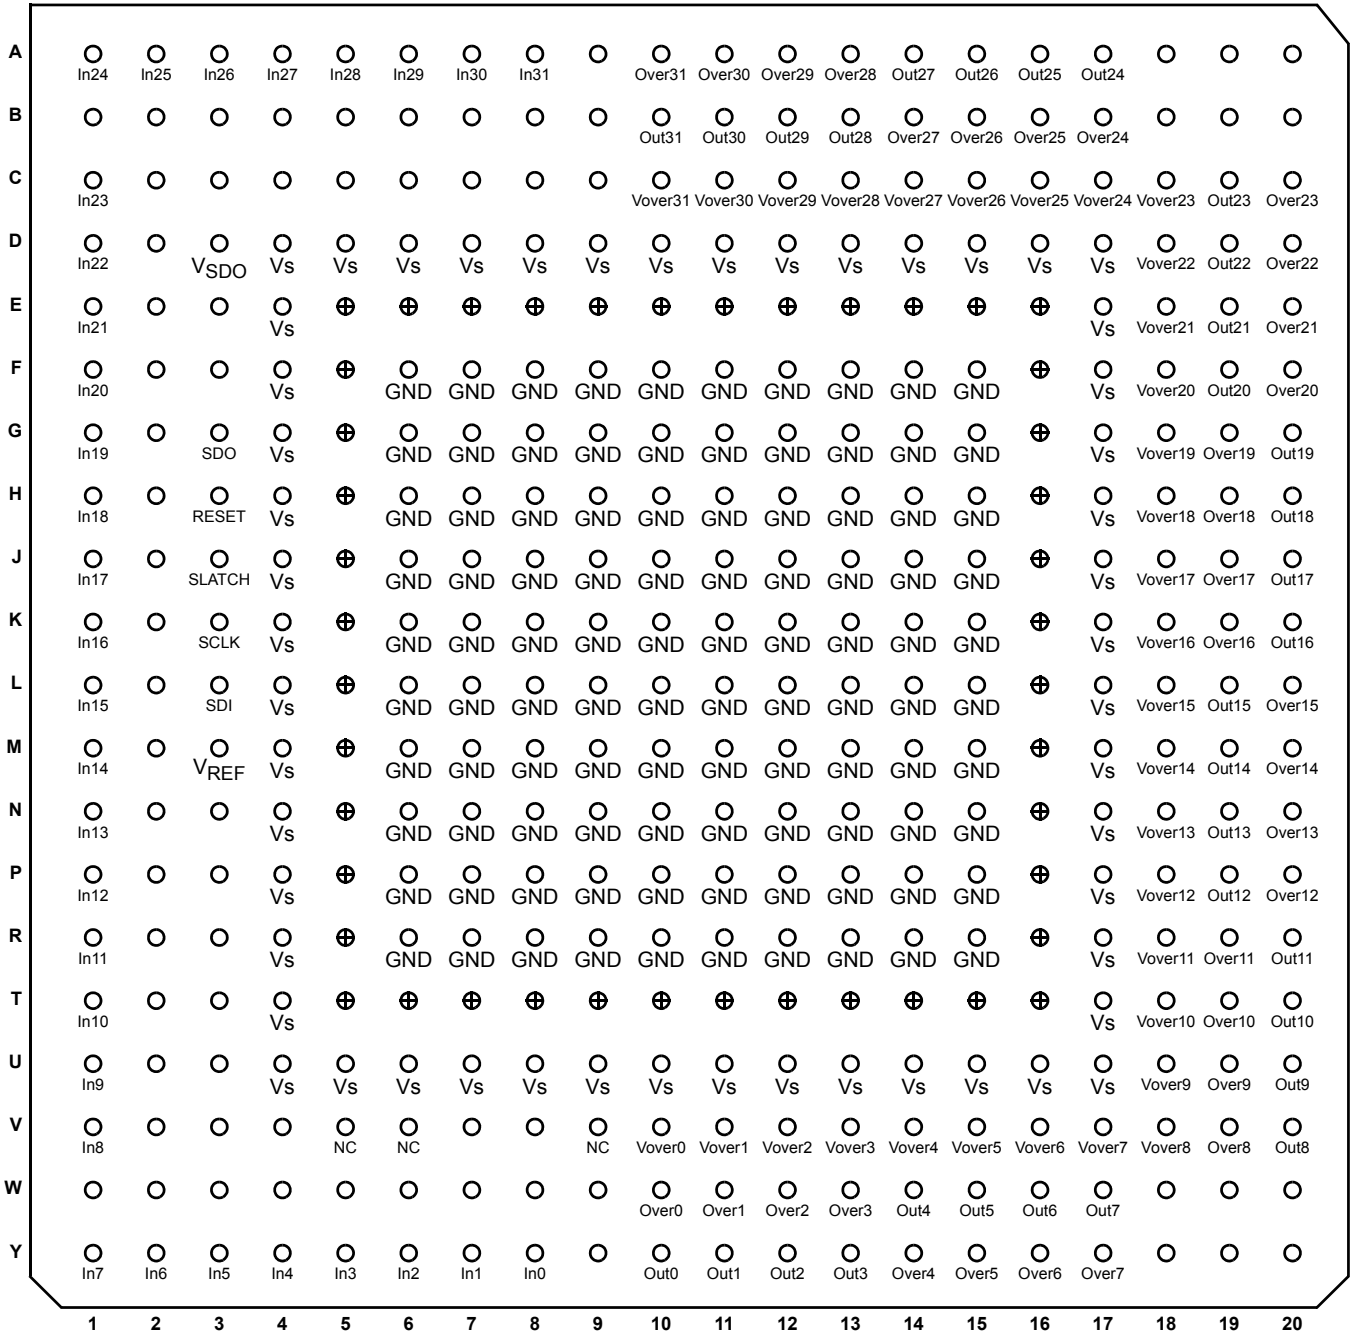 A
In24 In25 In26 In27 In28 In29 In30 In31 Over31 Over30 Over29 Over28 Out27 Out26 Out25 Out24
B
Out31 Out30 Out29 Out28 Over27 Over26 Over25 Over24
C
In23 Vover31 Vover30 Vover29 Vover28 Vover27 Vover26 Vover25 Vover24 Vover23 Out23 Over23
D
In22 VSDO Vs Vs Vs Vs Vs Vs Vs Vs Vs Vs Vs Vs Vs Vs Vover22 Out22 Over22
E
In21 Vs Vs Vover21 Out21 Over21
F
In20 Vs GND GND GND GND GND GND GND GND GND GND Vs Vover20 Out20 Over20
G
In19 SDO Vs GND GND GND GND GND GND GND GND GND GND Vs Vover19 Over19 Out19
H
In18 RESET Vs GND GND GND GND GND GND GND GND GND GND Vs Vover18 Over18 Out18
J
In17 SLATCH Vs GND GND GND GND GND GND GND GND GND GND Vs Vover17 Over17 Out17
K
In16 SCLK Vs GND GND GND GND GND GND GND GND GND GND Vs Vover16 Over16 Out16
L
In15 SDI Vs GND GND GND GND GND GND GND GND GND GND Vs Vover15 Out15 Over15
M
In14 VREF Vs GND GND GND GND GND GND GND GND GND GND Vs Vover14 Out14 Over14
N
In13 Vs GND GND GND GND GND GND GND GND GND GND Vs Vover13 Out13 Over13
P
In12 Vs GND GND GND GND GND GND GND GND GND GND Vs Vover12 Out12 Over12
R
In11 Vs GND GND GND GND GND GND GND GND GND GND Vs Vover11 Over11 Out11
T
In10 Vs Vs Vover10 Over10 Out10
U
In9 Vs Vs Vs Vs Vs Vs Vs Vs Vs Vs Vs Vs Vs Vs Vover9 Over9 Out9
V
In8 NC NC NC Vover0 Vover1 Vover2 Vover3 Vover4 Vover5 Vover6 Vover7 Vover8 Over8 Out8
W
Over0 Over1 Over2 Over3 Out4 Out5 Out6 Out7
Y
In7 In6 In5 In4 In3 In2 In1 In0 Out0 Out1 Out2 Out3 Over4 Over5 Over6 Over7
1 2 3 4 5 6 7 8 9 10 11 12 13 14 15 16 17 18 19 20